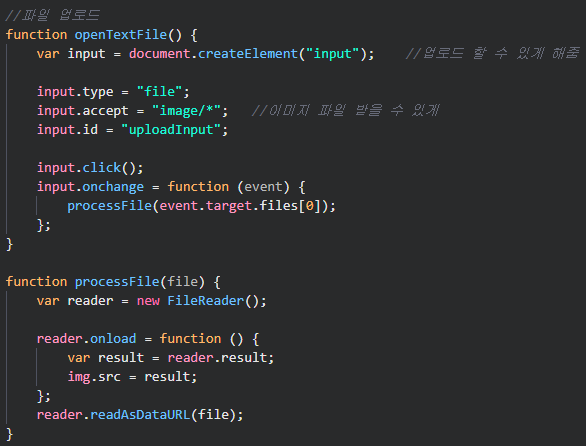 //파일 업로드
function openTextFile() {
    var input = document.createElement("input");    //업로드 할 수 있게 해줌
    input.type = "file";
    input.accept = "image/*";   //이미지 파일 받을 수 있게
    input.id = "uploadInput";
    input.click();
    input.onchange = function (event) {
        processFile(event.target.files[0]);
    };
}
function processFile(file) {
    var reader = new FileReader();
    reader.onload = function () {
        var result = reader.result;
        img.src = result;
    };
    reader.readAsDataURL(file);
}